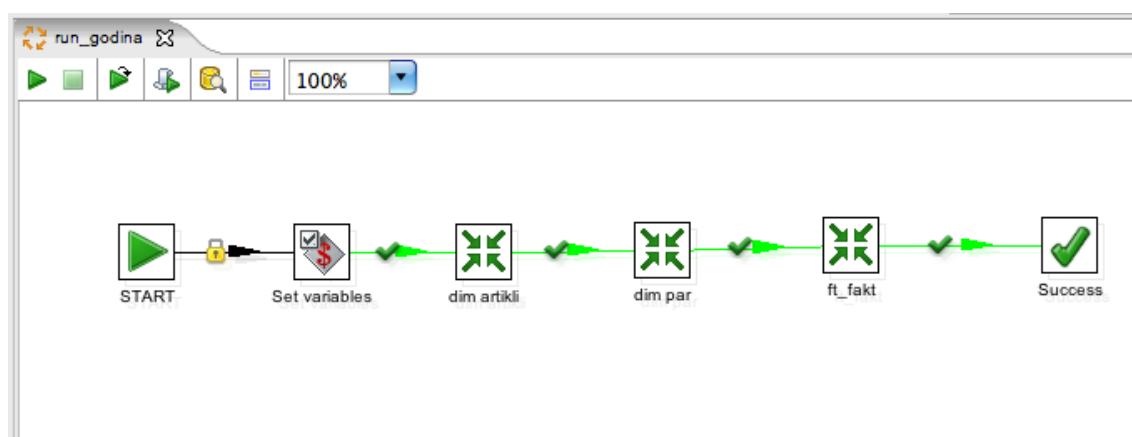 run_godina
100%
START
Set variables
dim artikli
dim par
ft_fakt
Success